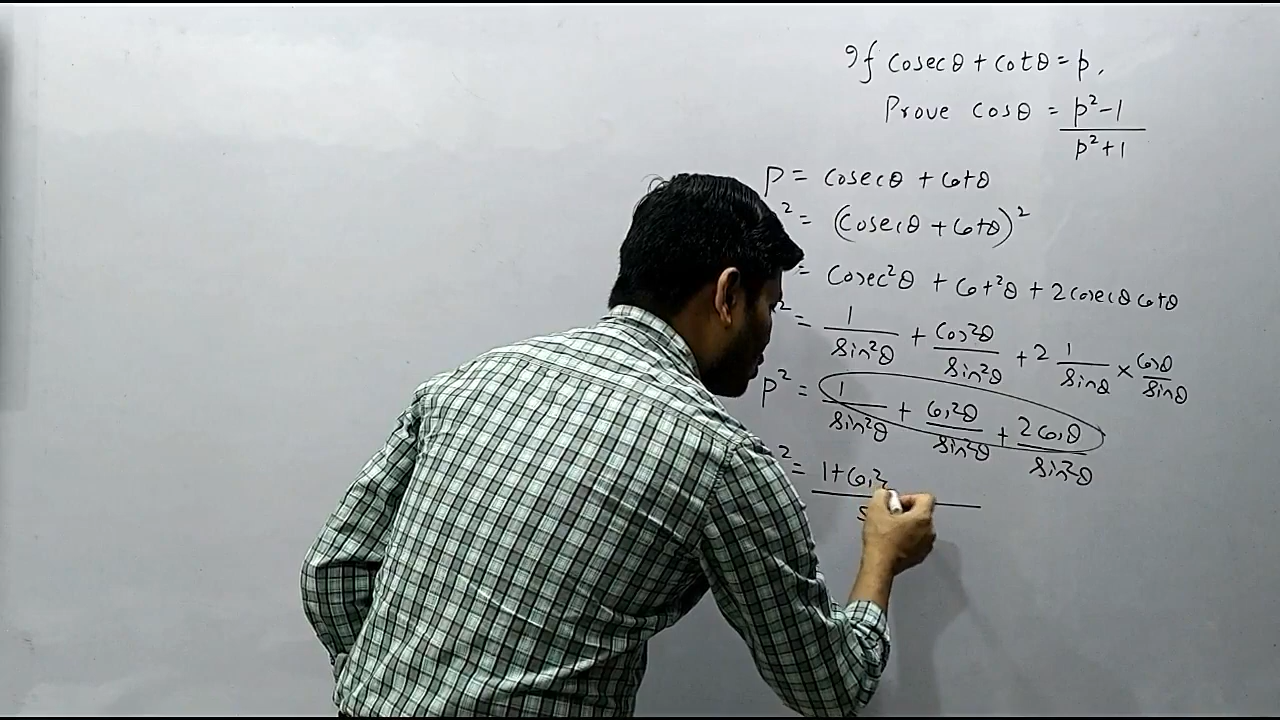 If cosecθ + cotθ = p,
Prove cosθ = p²-1 / p²+1
P = cosecθ + cotθ
² = (cosecθ + cotθ)²
= cosec²θ + cot²θ + 2cosecθ cotθ
² = 1/sin²θ + cos²θ/sin²θ + 2 1/sinθ × cosθ/sinθ
P² = 1/sin²θ + cos²θ/sin²θ + 2cosθ/sin²θ
² = 1+cos²